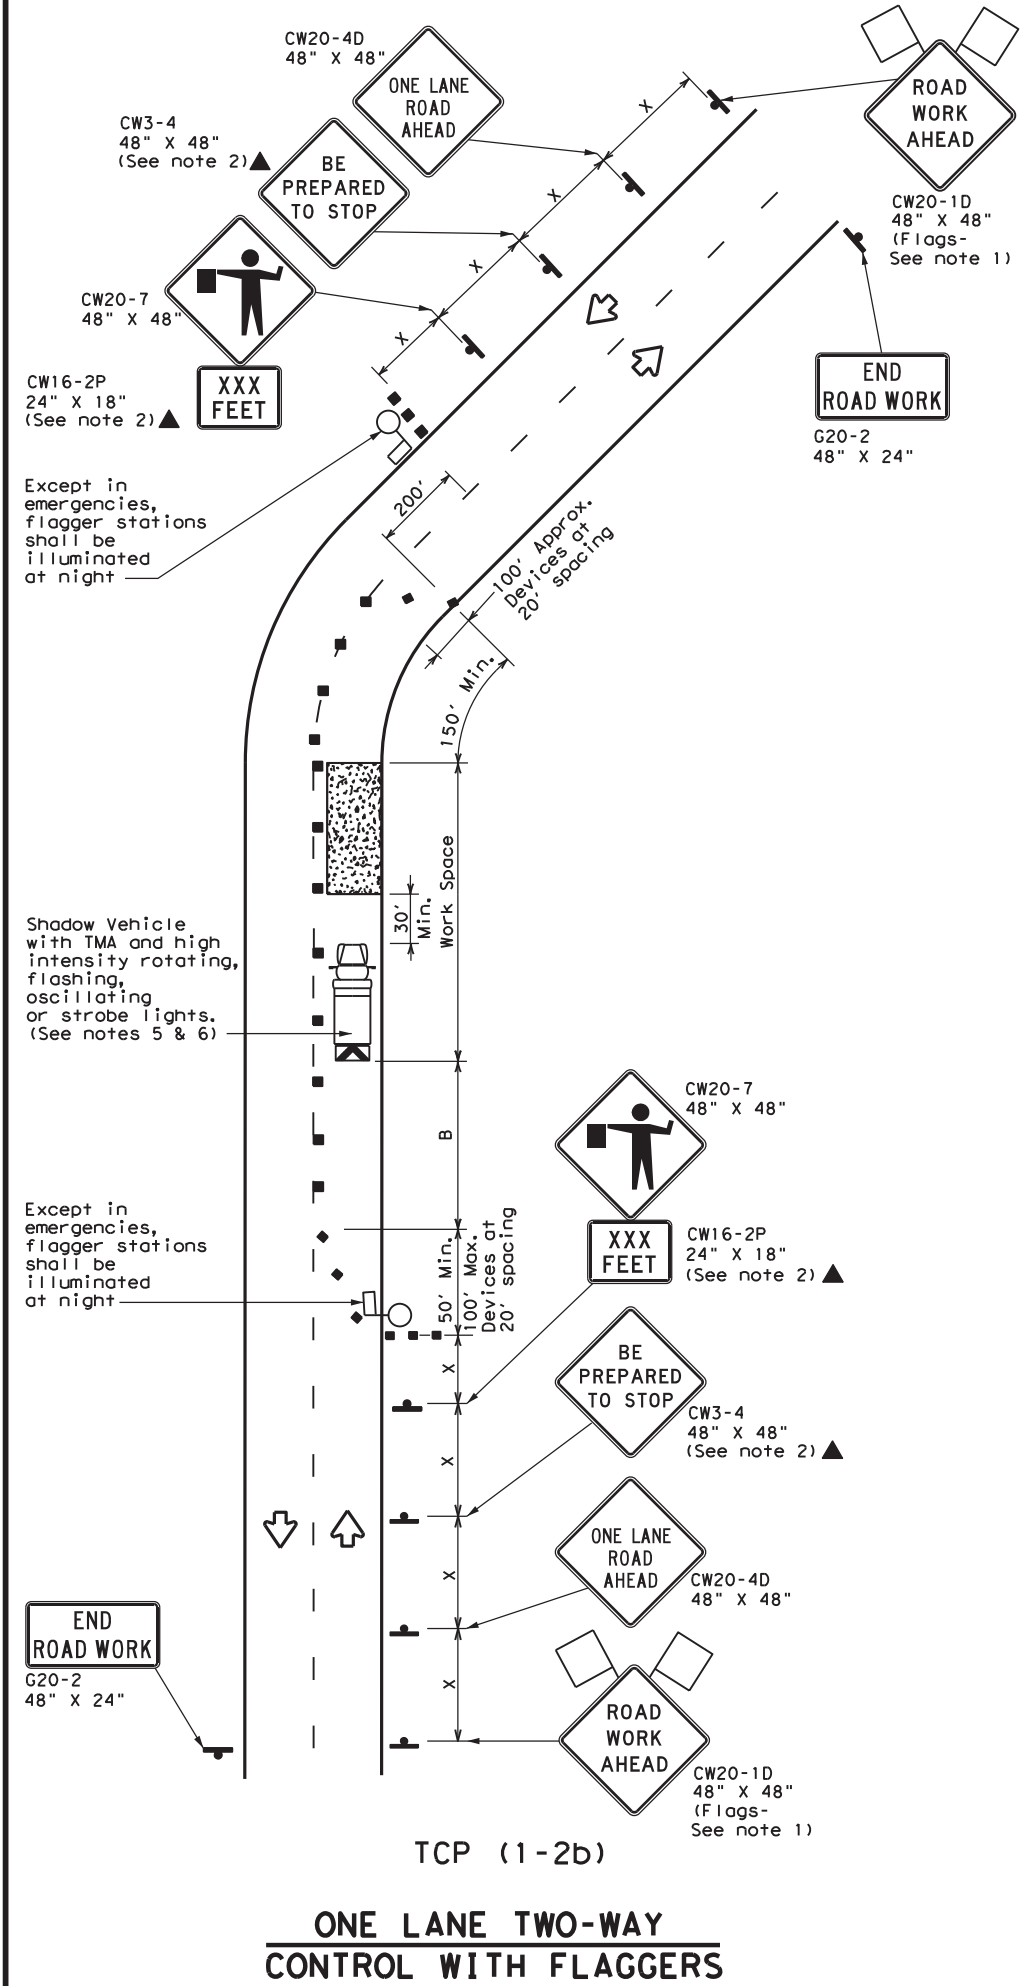 CW20-4D
48" X 48"
ONE LANE
ROAD
AHEAD
ROAD
WORK
AHEAD
CW20-1D
48" X 48"
(Flags-
See note 1)
CW3-4
48" X 48"
(See note 2)
BE
PREPARED
TO STOP
CW20-7
48" X 48"
CW16-2P
24" X 18"
(See note 2)
XXX
FEET
X
X
X
X
END
ROAD WORK
G20-2
48" X 24"
Except in
emergencies,
flagger stations
shall be
illuminated
at night
200'
100' Approx.
Devices at
20' spacing
150' Min.
Work Space
30'
Min.
Shadow Vehicle
with TMA and high
intensity rotating,
flashing,
oscillating
or strobe lights.
(See notes 5 & 6)
B
CW20-7
48" X 48"
XXX
FEET
CW16-2P
24" X 18"
(See note 2)
Except in
emergencies,
flagger stations
shall be
illuminated
at night
50' Min.
100' Max.
Devices at
20' spacing
X
X
X
X
BE
PREPARED
TO STOP
CW3-4
48" X 48"
(See note 2)
ONE LANE
ROAD
AHEAD
CW20-4D
48" X 48"
END
ROAD WORK
G20-2
48" X 24"
ROAD
WORK
AHEAD
CW20-1D
48" X 48"
(Flags-
See note 1)
TCP (1-2b)
ONE LANE TWO-WAY
CONTROL WITH FLAGGERS